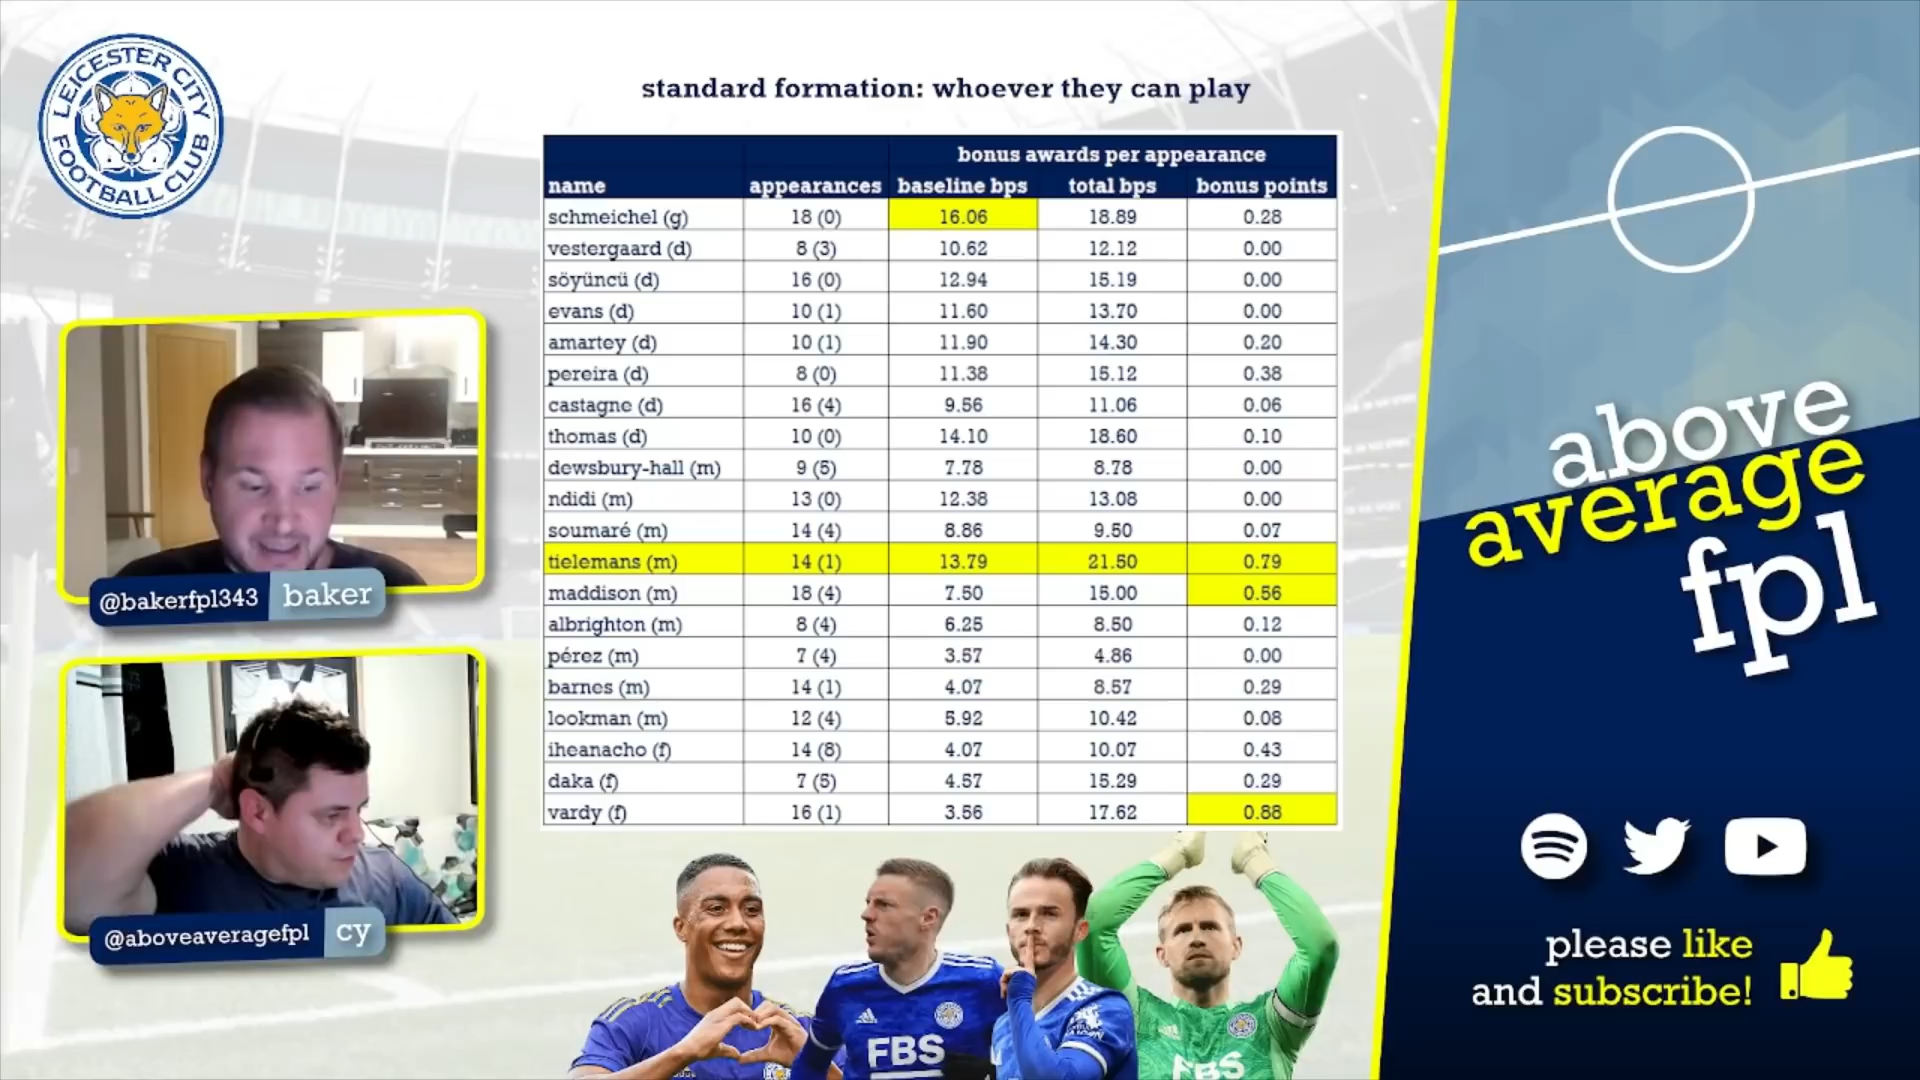 LEICESTER CITY
FOOTBALL CLUB
standard formation: whoever they can play
bonus awards per appearance
name appearances baseline bps total bps bonus points
schmeichel (g) 18 (0) 16.06 18.89 0.28
vestergaard (d) 8 (3) 10.62 12.12 0.00
söyüncü (d) 16 (0) 12.94 15.19 0.00
evans (d) 10 (1) 11.60 13.70 0.00
amartey (d) 10 (1) 11.90 14.30 0.20
pereira (d) 8 (0) 11.38 15.12 0.38
castagne (d) 16 (4) 9.56 11.06 0.06
thomas (d) 10 (0) 14.10 18.60 0.10
dewsbury-hall (m) 9 (5) 7.78 8.78 0.00
ndidi (m) 13 (0) 12.38 13.08 0.00
soumaré (m) 14 (4) 8.86 9.50 0.07
tielemans (m) 14 (1) 13.79 21.50 0.79
maddison (m) 18 (4) 7.50 15.00 0.56
albrighton (m) 8 (4) 6.25 8.50 0.12
pérez (m) 7 (4) 3.57 4.86 0.00
barnes (m) 14 (1) 4.07 8.57 0.29
lookman (m) 12 (4) 5.92 10.42 0.08
iheanacho (f) 14 (8) 4.07 10.07 0.43
daka (f) 7 (5) 4.57 15.29 0.29
vardy (f) 16 (1) 3.56 17.62 0.88
@bakerfpl343 baker
@aboveaveragefpl cy
above
average
fpl
please like
and subscribe!
FBS
FBS